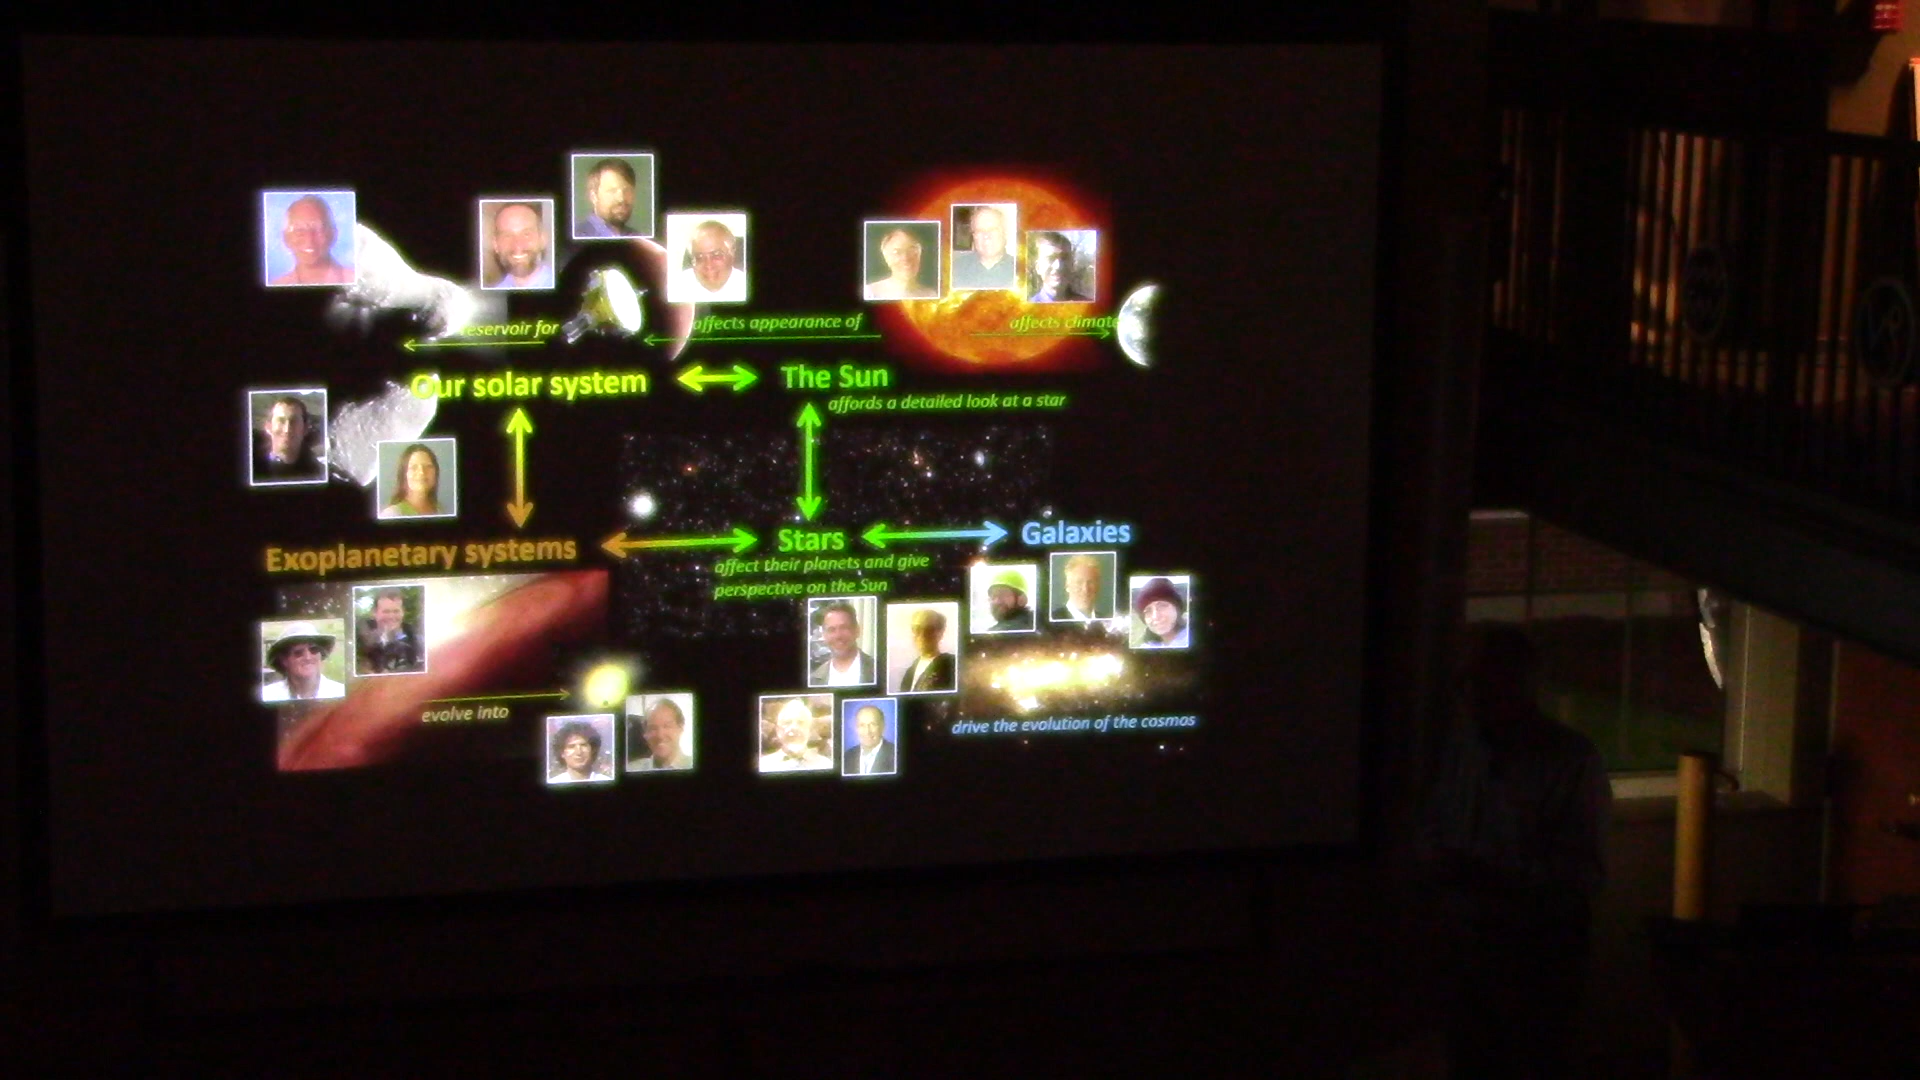 reservoir for
affects appearance of
affects climate
Our solar system
The Sun
affords a detailed look at a star
Exoplanetary systems
Stars
Galaxies
affect their planets and give
perspective on the Sun
evolve into
drive the evolution of the cosmos